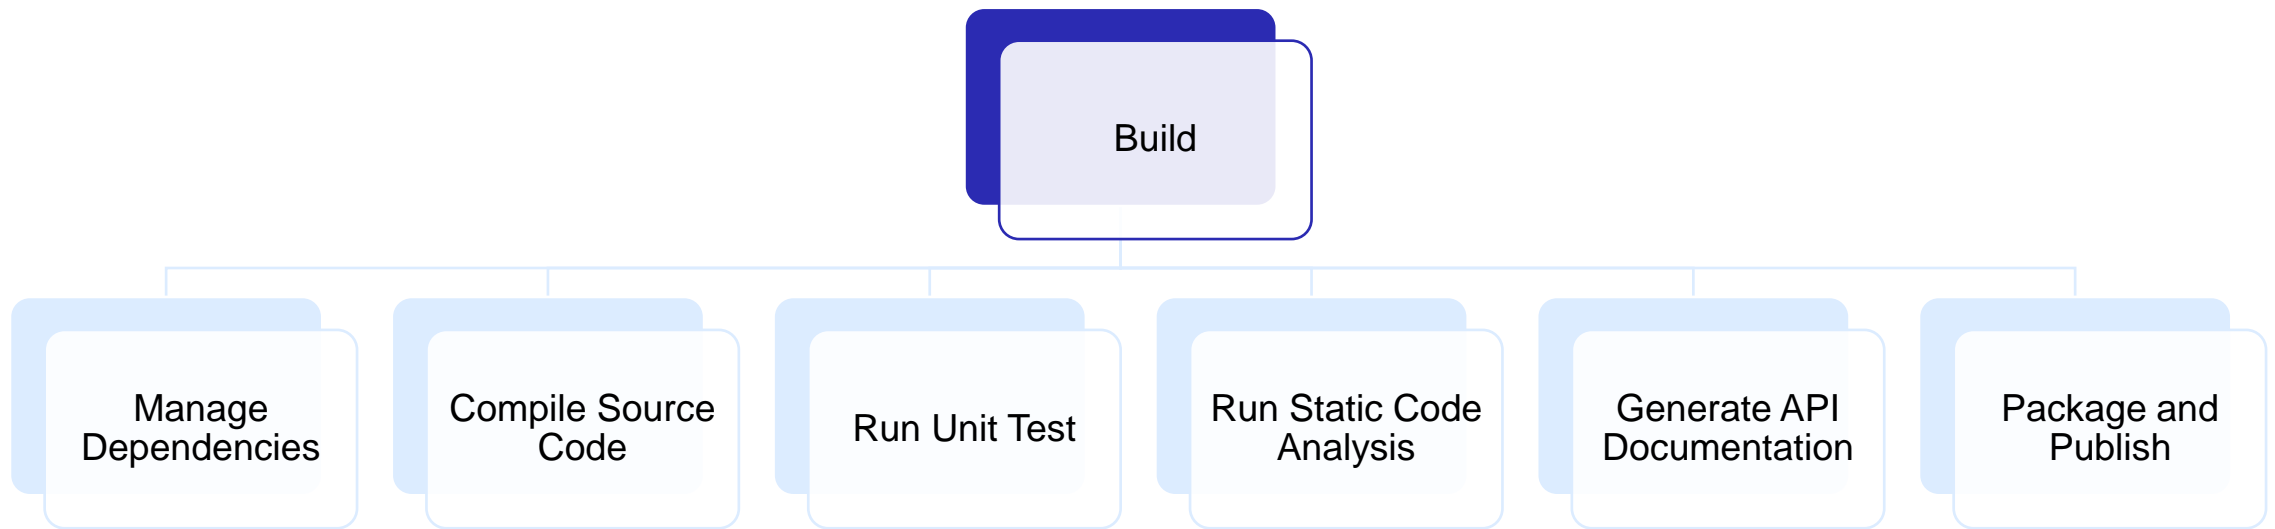 Build
Manage
Dependencies
Compile Source
Code
Run Unit Test
Run Static Code
Analysis
Generate API
Documentation
Package and
Publish